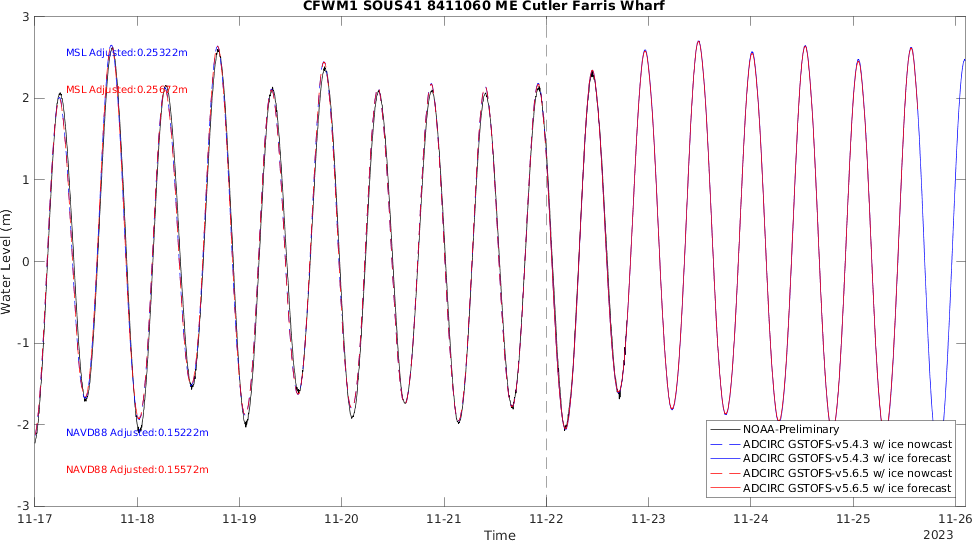 CFWM1 SOUS41 8411060 ME Cutler Farris Wharf
3
2
1
0
-1
-2
-3
Water Level (m)
MSL Adjusted:0.25322m
MSL Adjusted:0.25672m
NAVD88 Adjusted:0.15222m
NAVD88 Adjusted:0.15572m
NOAA-Preliminary
ADCIRC GSTOFS-v5.4.3 w/ ice nowcast
ADCIRC GSTOFS-v5.4.3 w/ ice forecast
ADCIRC GSTOFS-v5.6.5 w/ ice nowcast
ADCIRC GSTOFS-v5.6.5 w/ ice forecast
11-17 11-18 11-19 11-20 11-21 11-22 11-23 11-24 11-25 11-26
Time
2023